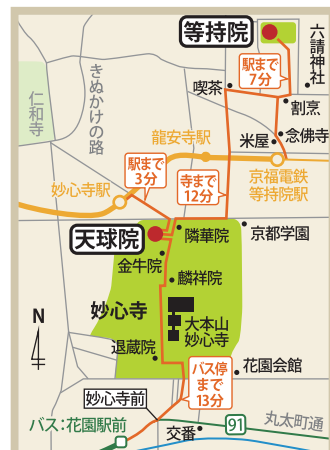 等持院
六請神社
駅まで
7分
きぬかけの路
仁和寺
喫茶
割烹
念佛寺
米屋
龍安寺駅
京福電鉄
等持院駅
駅まで
3分
寺まで
12分
妙心寺駅
天球院
隣華院
京都学園
金牛院
麟祥院
妙心寺
大本山
妙心寺
N
退蔵院
バス停
まで
13分
花園会館
妙心寺前
バス:花園駅前
91
丸太町通
交番